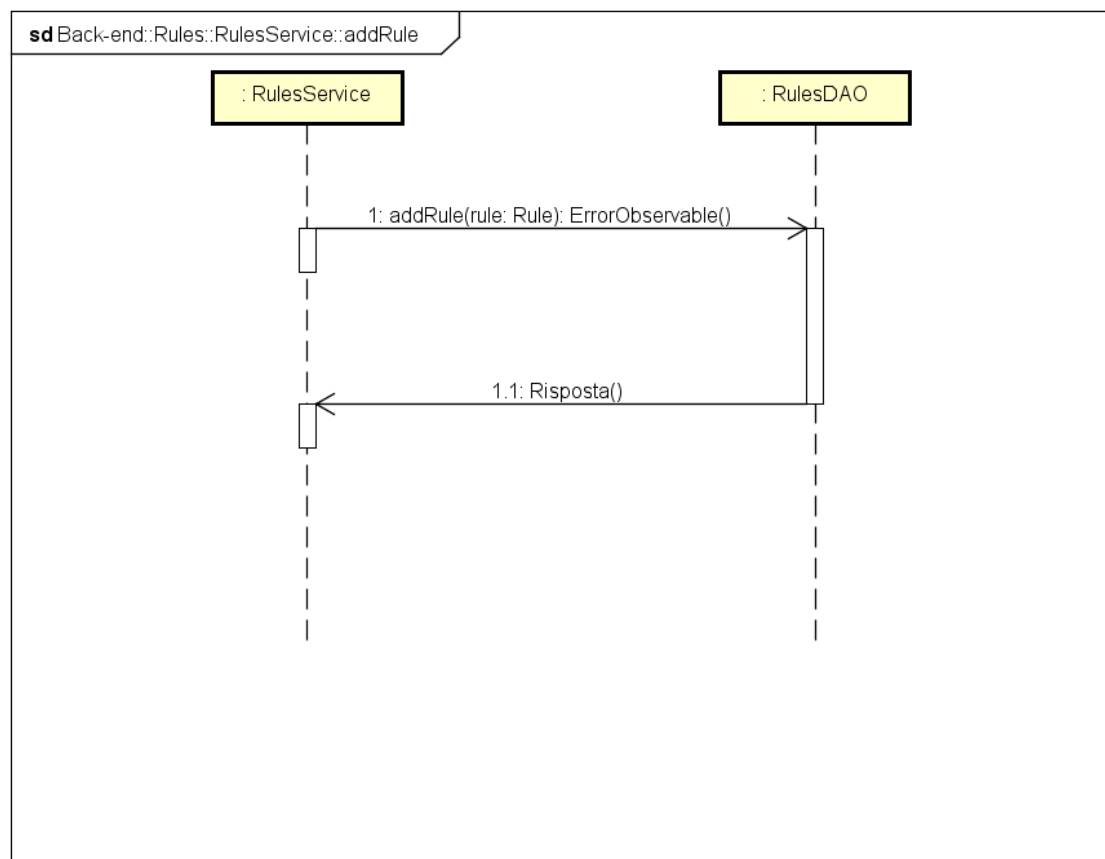 sd Back-end::Rules::RulesService::addRule
: RulesService
: RulesDAO
1: addRule(rule: Rule): ErrorObservable()
1.1: Risposta()